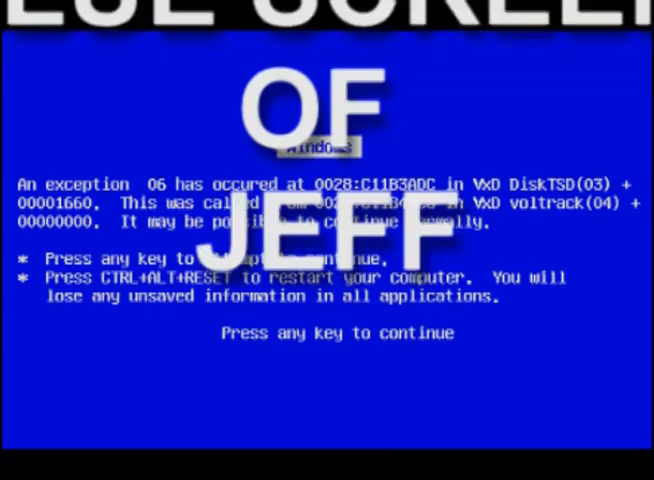 SCREEN
OF
Windows
An exception 06 has occured at 0028:C11B3ADC in VxD DiskTSD(03) +
00001660. This was called in VxD voltrack(04) +
00000000. It may be to continue normally.
JEFF
* Press any key to continue.
* Press CTRL+ALT+RESET to restart your computer. You will
lose any unsaved information in all applications.
Press any key to continue